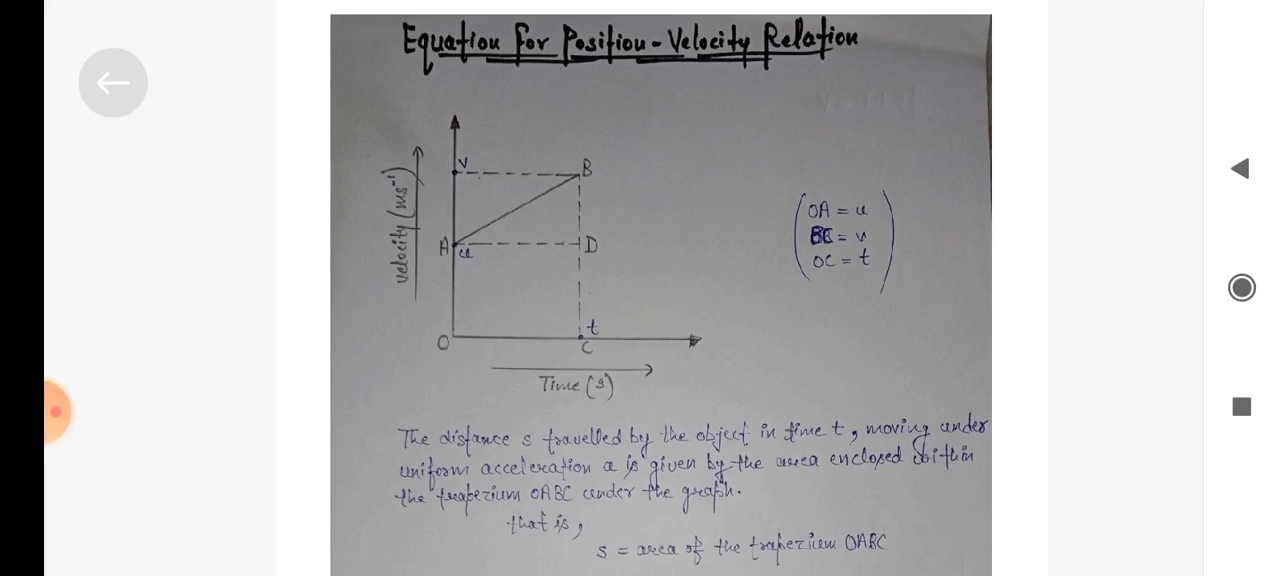 Equation For Position-Velocity Relation
v
B
velocity (ms⁻¹)
OA = u
BC = v
OC = t
A
u
D
t
O
C
Time (s)
The distance s travelled by the object in time t, moving under
uniform acceleration a is given by the area enclosed within
the trapezium OABC under the graph.
that is,
s = area of the trapezium OABC